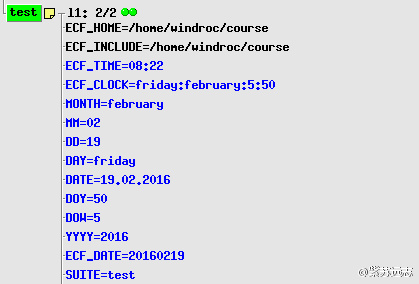 test
l1: 2/2
ECF_HOME=/home/windroc/course
ECF_INCLUDE=/home/windroc/course
ECF_TIME=08:22
ECF_CLOCK=friday:february:5:50
MONTH=february
MM=02
DD=19
DAY=friday
DATE=19.02.2016
DOY=50
DOW=5
YYYY=2016
ECF_DATE=20160219
SUITE=test